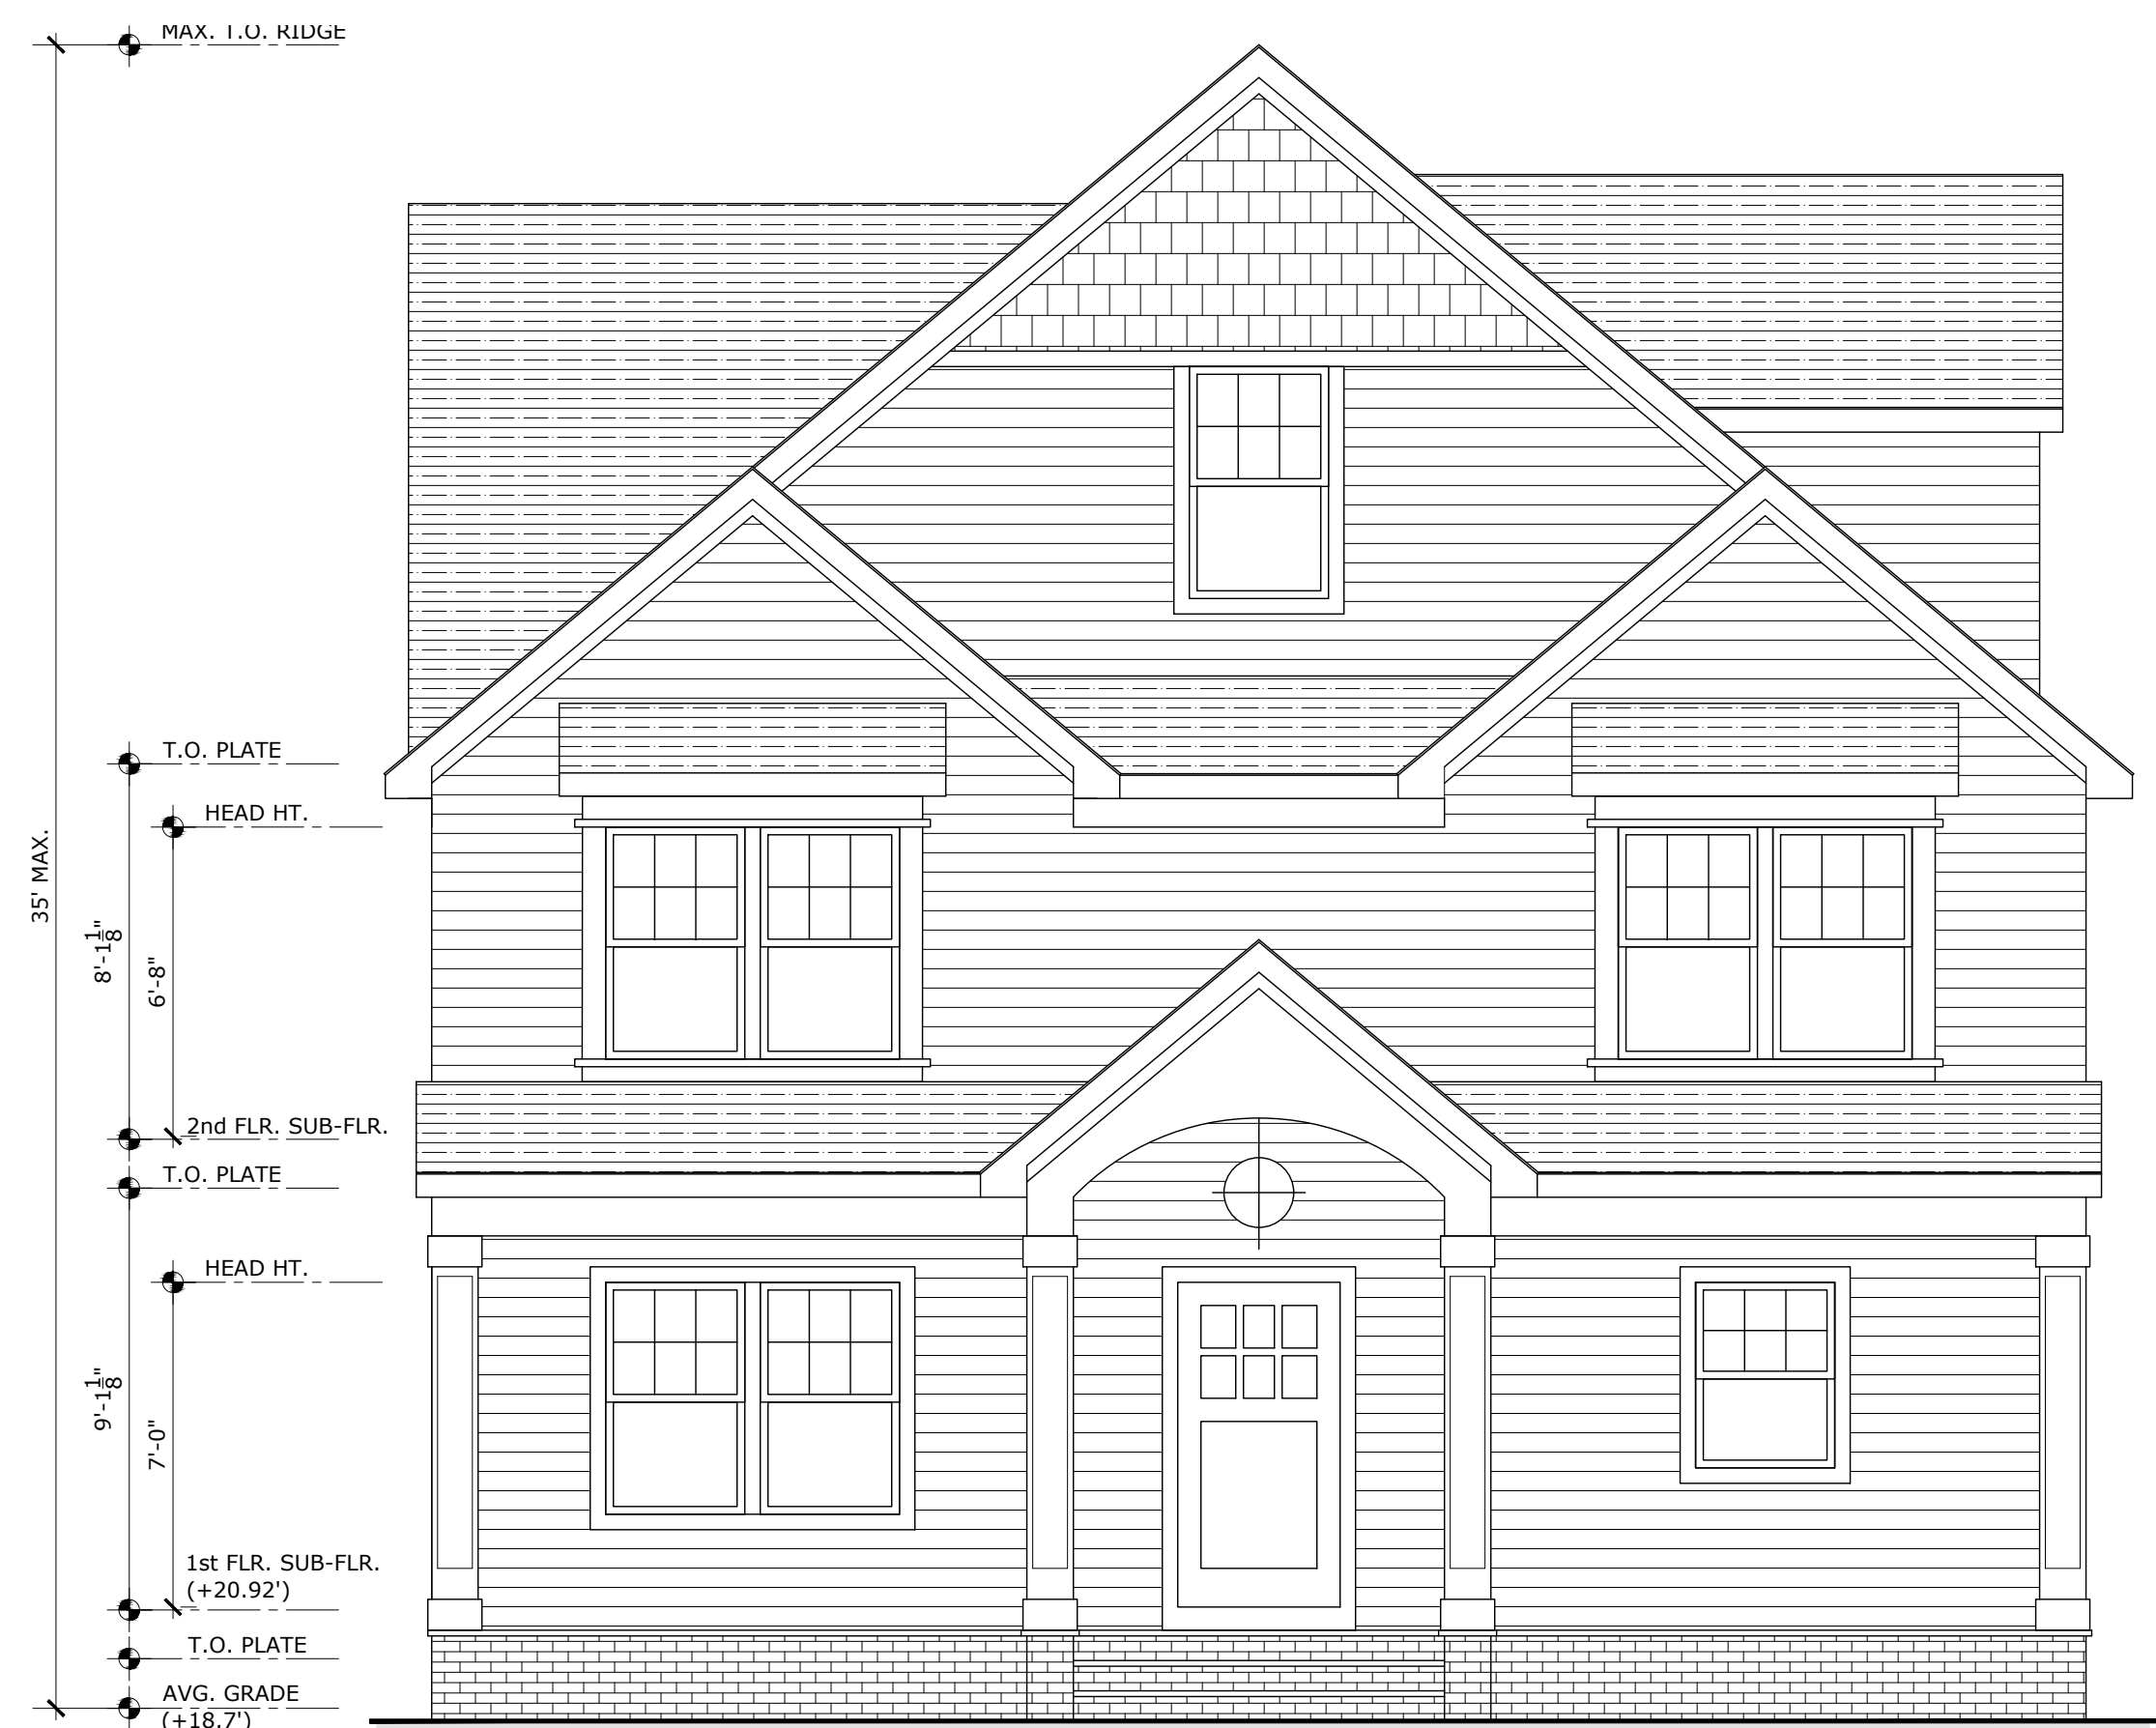 MAX. T.O. RIDGE
T.O. PLATE
HEAD HT.
35' MAX.
8'-1 1/8"
6'-8"
2nd FLR. SUB-FLR.
T.O. PLATE
HEAD HT.
9'-1 1/8"
7'-0"
1st FLR. SUB-FLR.
(+20.92')
T.O. PLATE
AVG. GRADE
(+18.7')